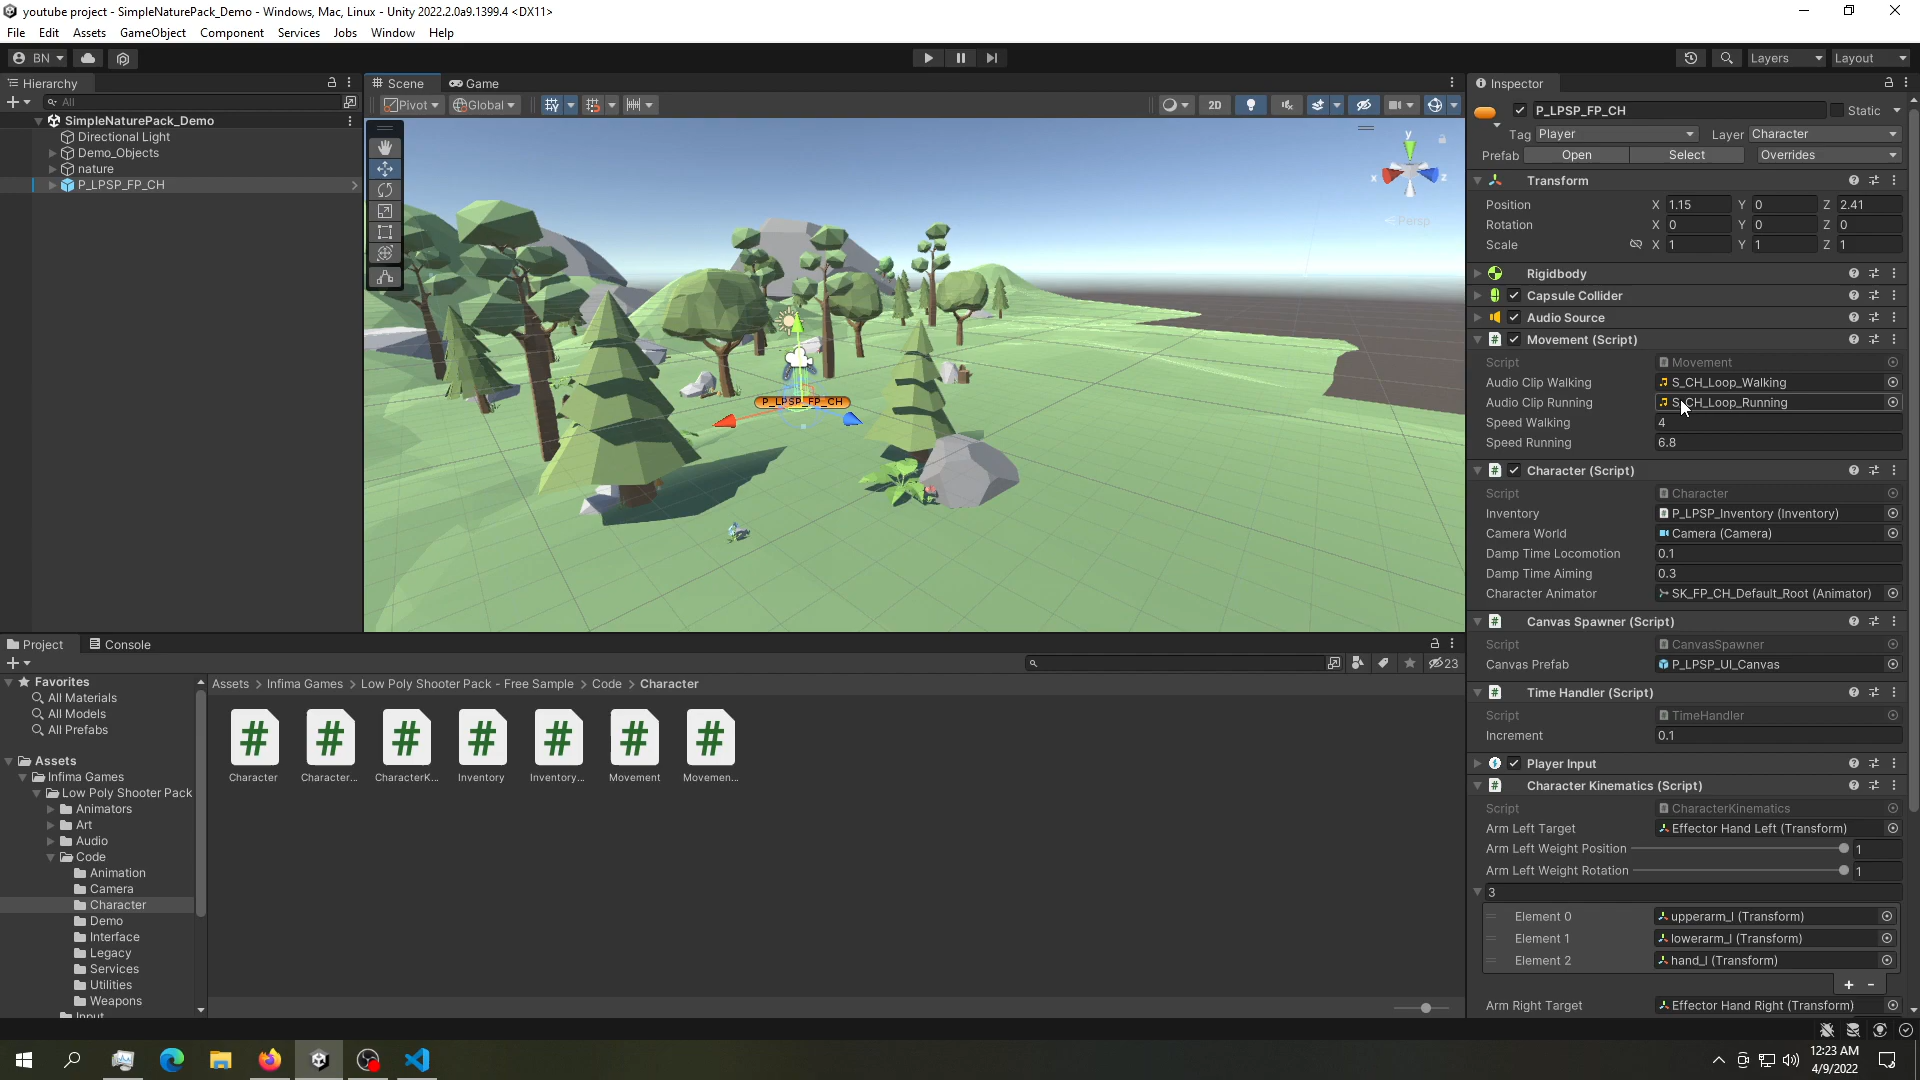 youtube project - SimpleNaturePack_Demo - Windows, Mac, Linux - Unity 2022.2.0a9.1399.4 <DX11>
File Edit Assets GameObject Component Services Jobs Window Help
BN Layers Layout
Hierarchy Scene Game Inspector
All Pivot Global 2D
P_LPSP_FP_CH Static
SimpleNaturePack_Demo
Directional Light
Demo_Objects
nature
P_LPSP_FP_CH
y
x
z
Persp
P_LPSP_FP_CH
Tag Player Layer Character
Prefab Open Select Overrides
Transform
Position X 1.15 Y 0 Z 2.41
Rotation X 0 Y 0 Z 0
Scale X 1 Y 1 Z 1
Rigidbody
Capsule Collider
Audio Source
Movement (Script)
Script Movement
Audio Clip Walking S_CH_Loop_Walking
Audio Clip Running S_CH_Loop_Running
Speed Walking 4
Speed Running 6.8
Character (Script)
Script Character
Inventory P_LPSP_Inventory (Inventory)
Camera World Camera (Camera)
Damp Time Locomotion 0.1
Damp Time Aiming 0.3
Character Animator SK_FP_CH_Default_Root (Animator)
Canvas Spawner (Script)
Script CanvasSpawner
Canvas Prefab P_LPSP_UI_Canvas
Time Handler (Script)
Script TimeHandler
Increment 0.1
Player Input
Character Kinematics (Script)
Script CharacterKinematics
Arm Left Target Effector Hand Left (Transform)
Arm Left Weight Position 1
Arm Left Weight Rotation 1
3
Element 0 upperarm_l (Transform)
Element 1 lowerarm_l (Transform)
Element 2 hand_l (Transform)
Arm Right Target Effector Hand Right (Transform)
Project Console
23
Favorites
All Materials
All Models
All Prefabs
Assets
Infima Games
Low Poly Shooter Pack
Animators
Art
Audio
Code
Animation
Camera
Character
Demo
Interface
Legacy
Services
Utilities
Weapons
Input
Assets > Infima Games > Low Poly Shooter Pack - Free Sample > Code > Character
Character Character... CharacterK... Inventory Inventory... Movement Movemen...
12:23 AM
4/9/2022